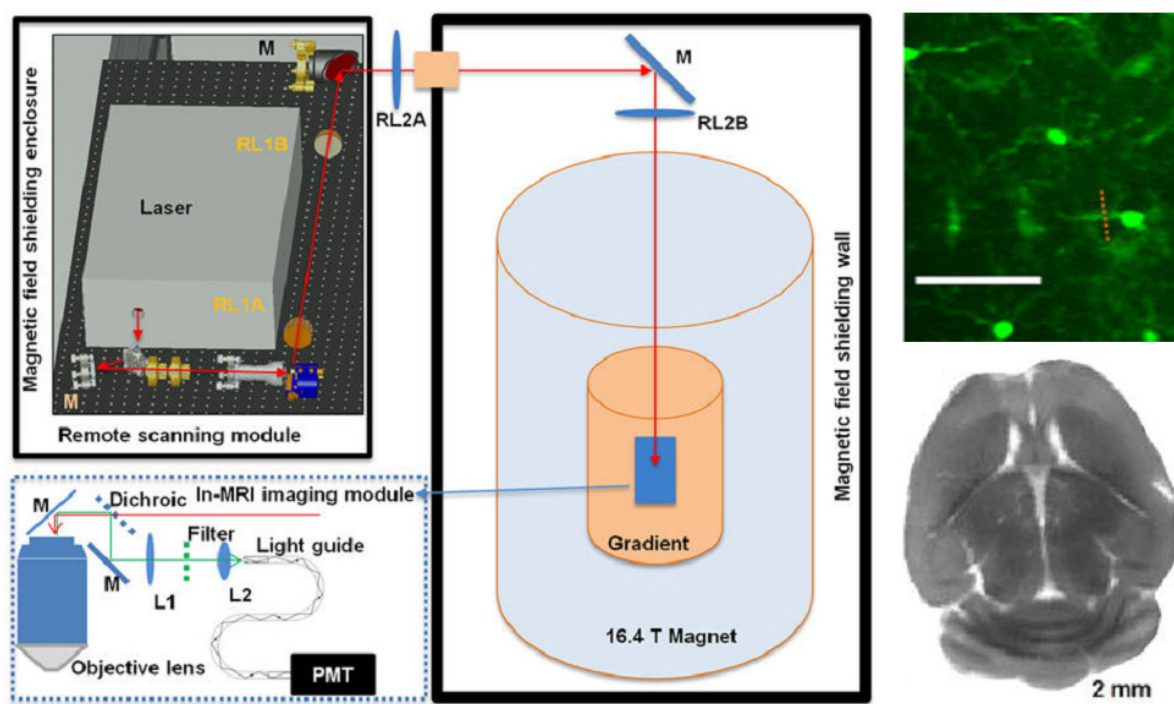 Magnetic field shielding enclosure
M
RL1B
Laser
RL1A
M
Remote scanning module
RL2A
M
RL2B
Gradient
16.4 T Magnet
Magnetic field shielding wall
In-MRI imaging module
Dichroic
M
Filter
Light guide
M
L1
L2
Objective lens
PMT
2 mm